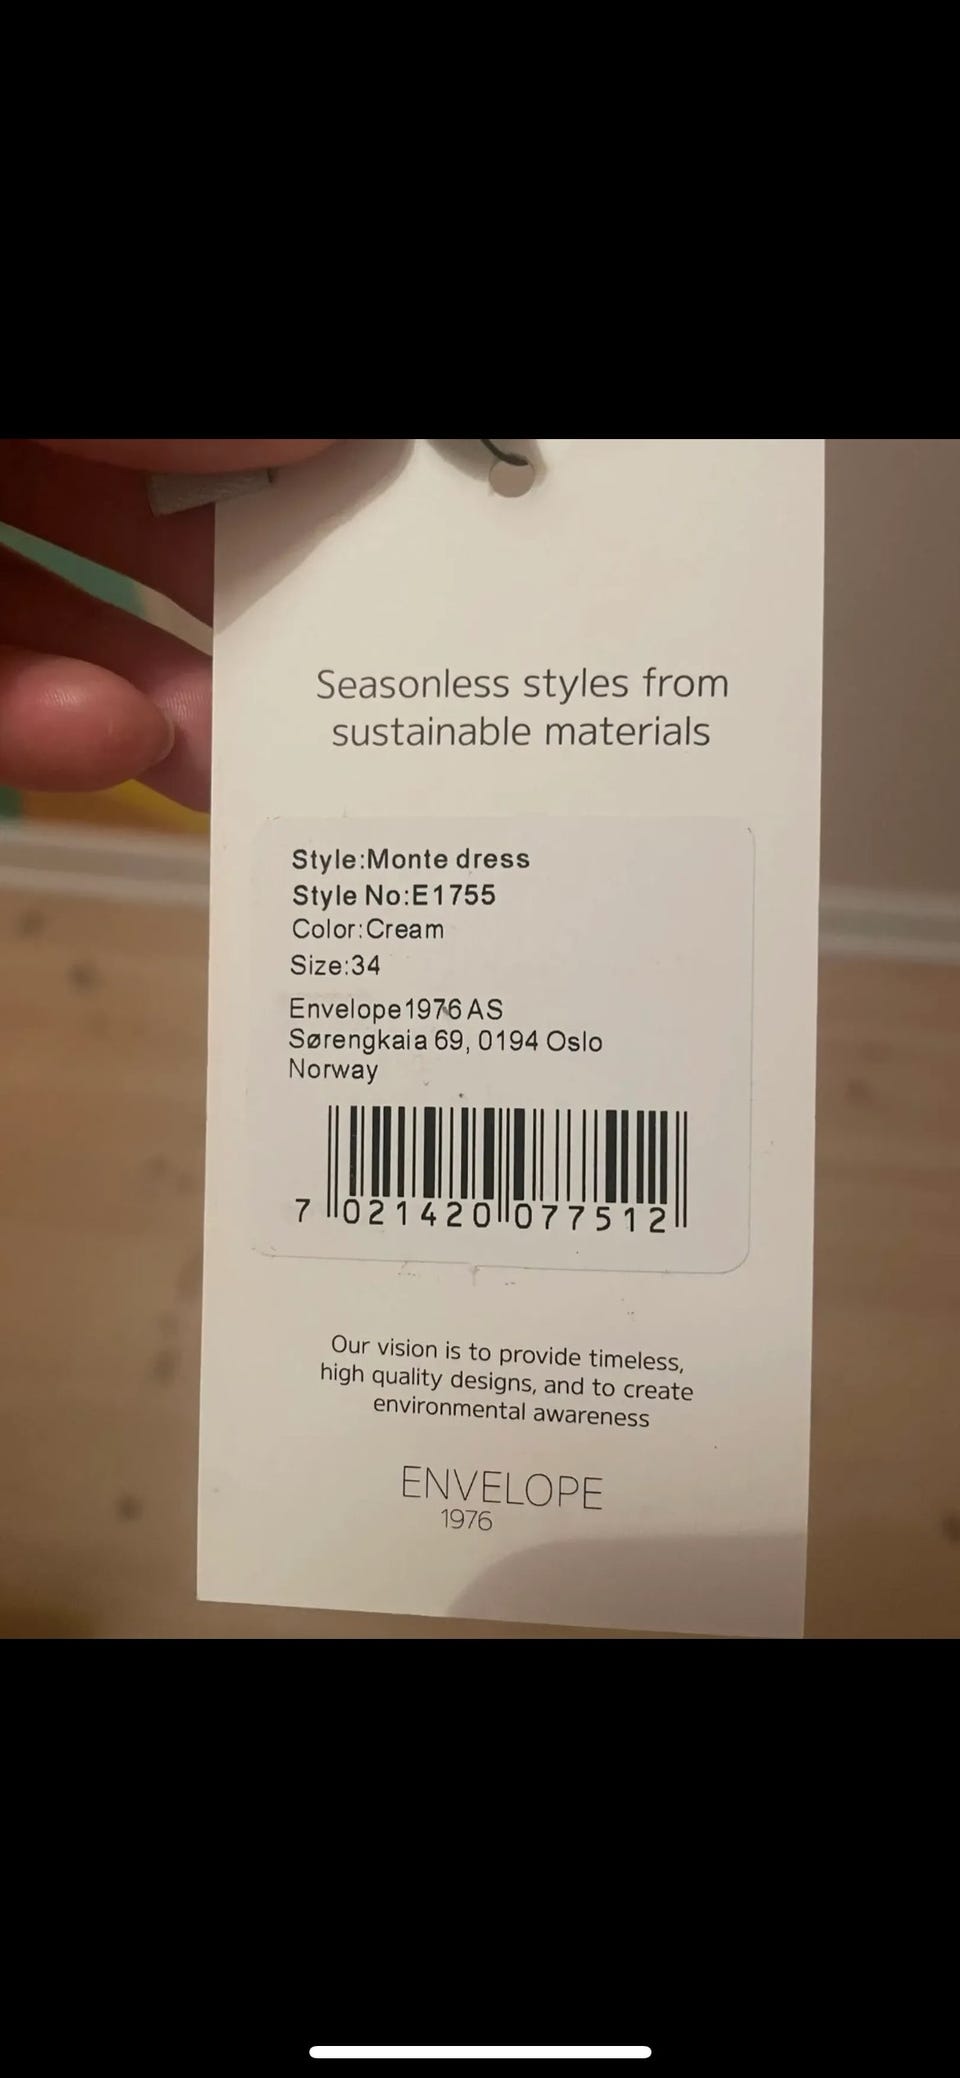 Seasonless styles from
sustainable materials
Style:Monte dress
Style No:E1755
Color:Cream
Size:34
Envelope1976 AS
Sørengkaia 69, 0194 Oslo
Norway
7 021420 077512
Our vision is to provide timeless,
high quality designs, and to create
environmental awareness
ENVELOPE
1976